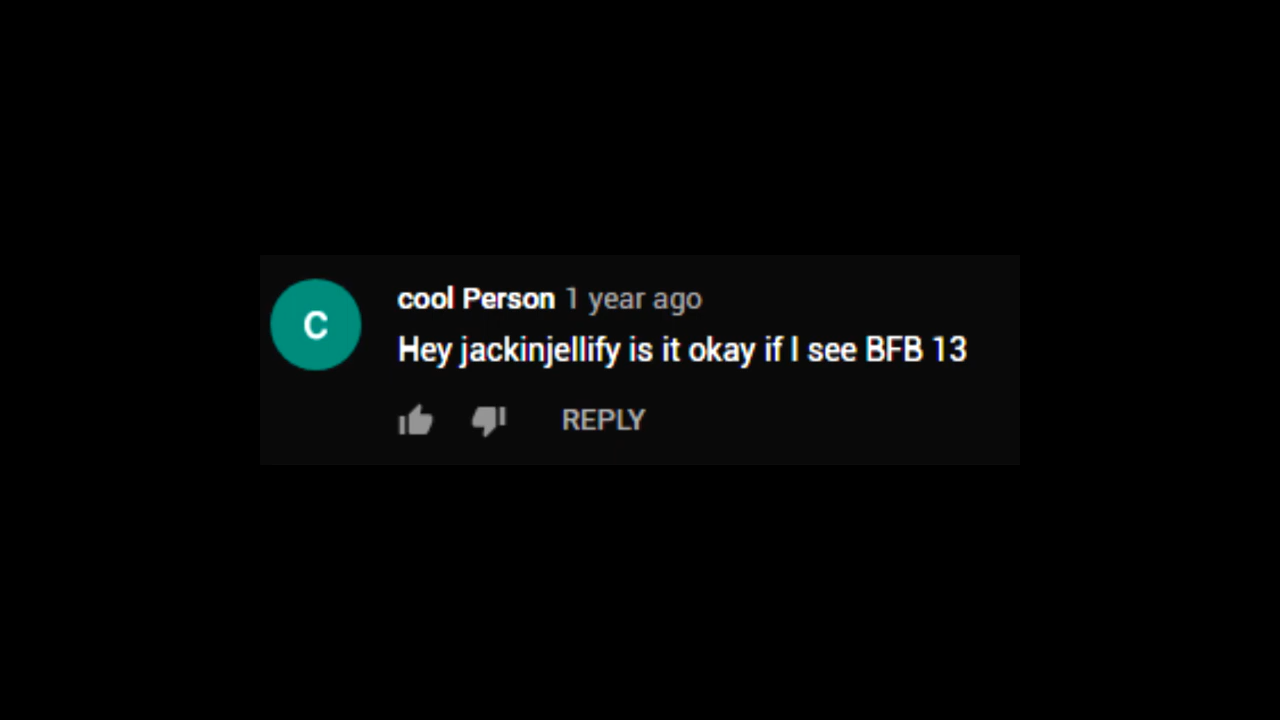 C
cool Person 1 year ago
Hey jackinjellify is it okay if I see BFB 13
REPLY